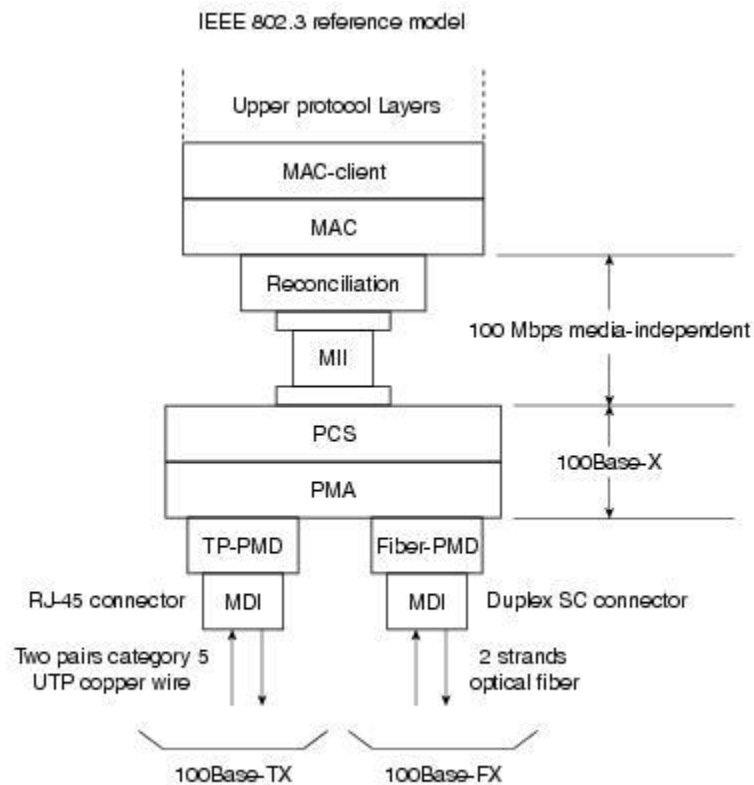 IEEE 802.3 reference model
Upper protocol Layers
MAC-client
MAC
Reconciliation
100 Mbps media-independent
MII
PCS
100Base-X
PMA
TP-PMD
Fiber-PMD
RJ-45 connector
MDI
MDI
Duplex SC connector
Two pairs category 5
UTP copper wire
2 strands
optical fiber
100Base-TX
100Base-FX